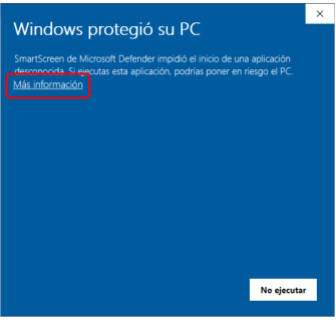 Windows protegió su PC
SmartScreen de Microsoft Defender impidió el inicio de una aplicación
desconocida. Si ejecutas esta aplicación, podrías poner en riesgo el PC.
Más información
No ejecutar